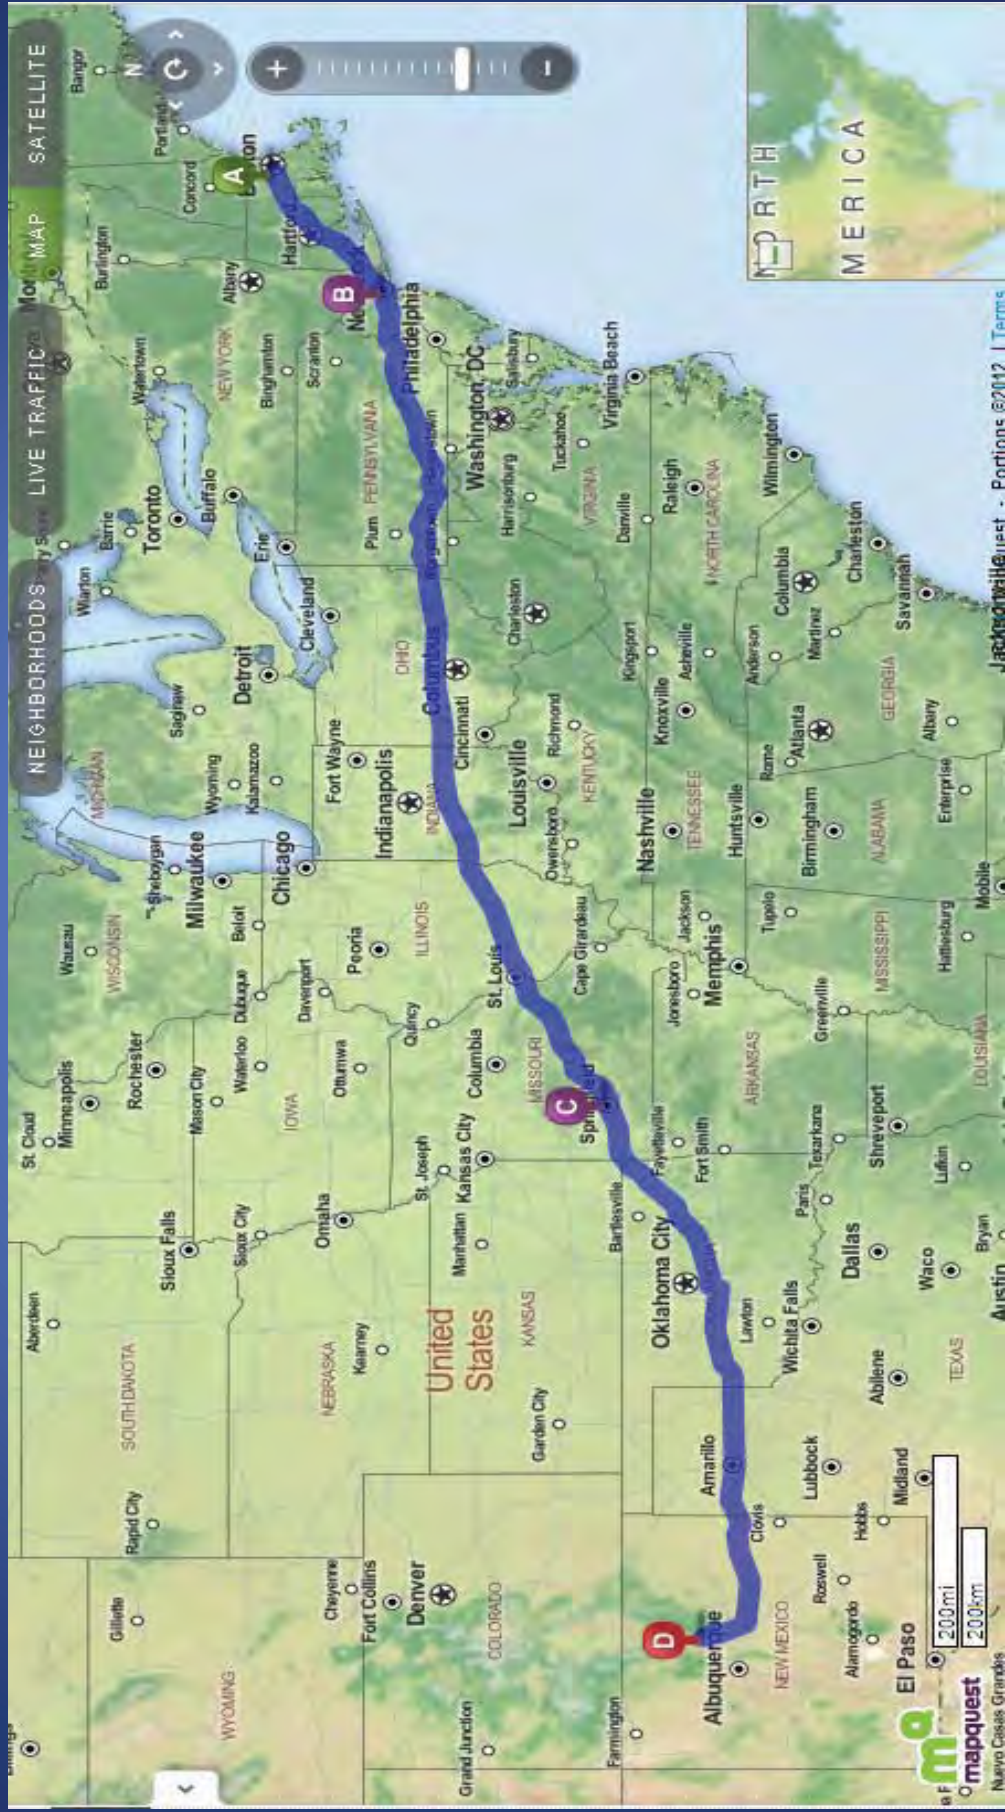 NEIGHBORHOODS
LIVE TRAFFIC
MAP
SATELLITE
N
Bangor
Portland
Concord
A
Burlington
Albany
Hartford
B
Watertown
NEW YORK
Binghamton
Scranton
Philadelphia
PENNSYLVANIA
Washington, DC
Salisbury
Virginia Beach
Tuckahoe
Harrisonburg
VIRGINIA
Danville
Raleigh
NORTH CAROLINA
Wilmington
Barrie
Wiarton
Toronto
Buffalo
Erie
Plum
Cleveland
OHIO
Columbus
Charleston
Kingsport
Asheville
Knoxville
Columbia
Charleston
Anderson
Martinez
Savannah
GEORGIA
Saginaw
Detroit
MICHIGAN
Wyoming
Kalamazoo
Fort Wayne
Indianapolis
INDIANA
Cincinnati
Louisville
Richmond
KENTUCKY
Owensboro
Nashville
TENNESSEE
Huntsville
Rome
Atlanta
Birmingham
ALABAMA
Albany
Enterprise
Mobile
Sheboygan
Milwaukee
Chicago
Wausau
WISCONSIN
Beloit
Dubuque
Davenport
Peoria
ILLINOIS
Quincy
St. Louis
Cape Girardeau
Jackson
Jonesboro
Memphis
Tupelo
MISSISSIPPI
Hattiesburg
Greenville
St. Cloud
Minneapolis
Rochester
Mason City
Waterloo
IOWA
Ottumwa
Columbia
MISSOURI
C
Springfield
ARKANSAS
Fayetteville
Fort Smith
Texarkana
Shreveport
LOUISIANA
Lufkin
Sioux Falls
Sioux City
Omaha
St. Joseph
Kansas City
Manhattan
Bartlesville
Oklahoma City
Paris
Dallas
Waco
Bryan
Austin
Aberdeen
SOUTH DAKOTA
NEBRASKA
Kearney
United
States
KANSAS
Garden City
Lawton
Wichita Falls
Abilene
TEXAS
Rapid City
Gillette
WYOMING
Cheyenne
Fort Collins
Denver
COLORADO
Grand Junction
Farmington
Amarillo
Lubbock
Midland
Clovis
Hobbs
Roswell
D
Albuquerque
NEW MEXICO
Alamogordo
El Paso
Nuevo Casas Grandes
200mi
200km
mq
mapquest
Portions ©2012 | Terms